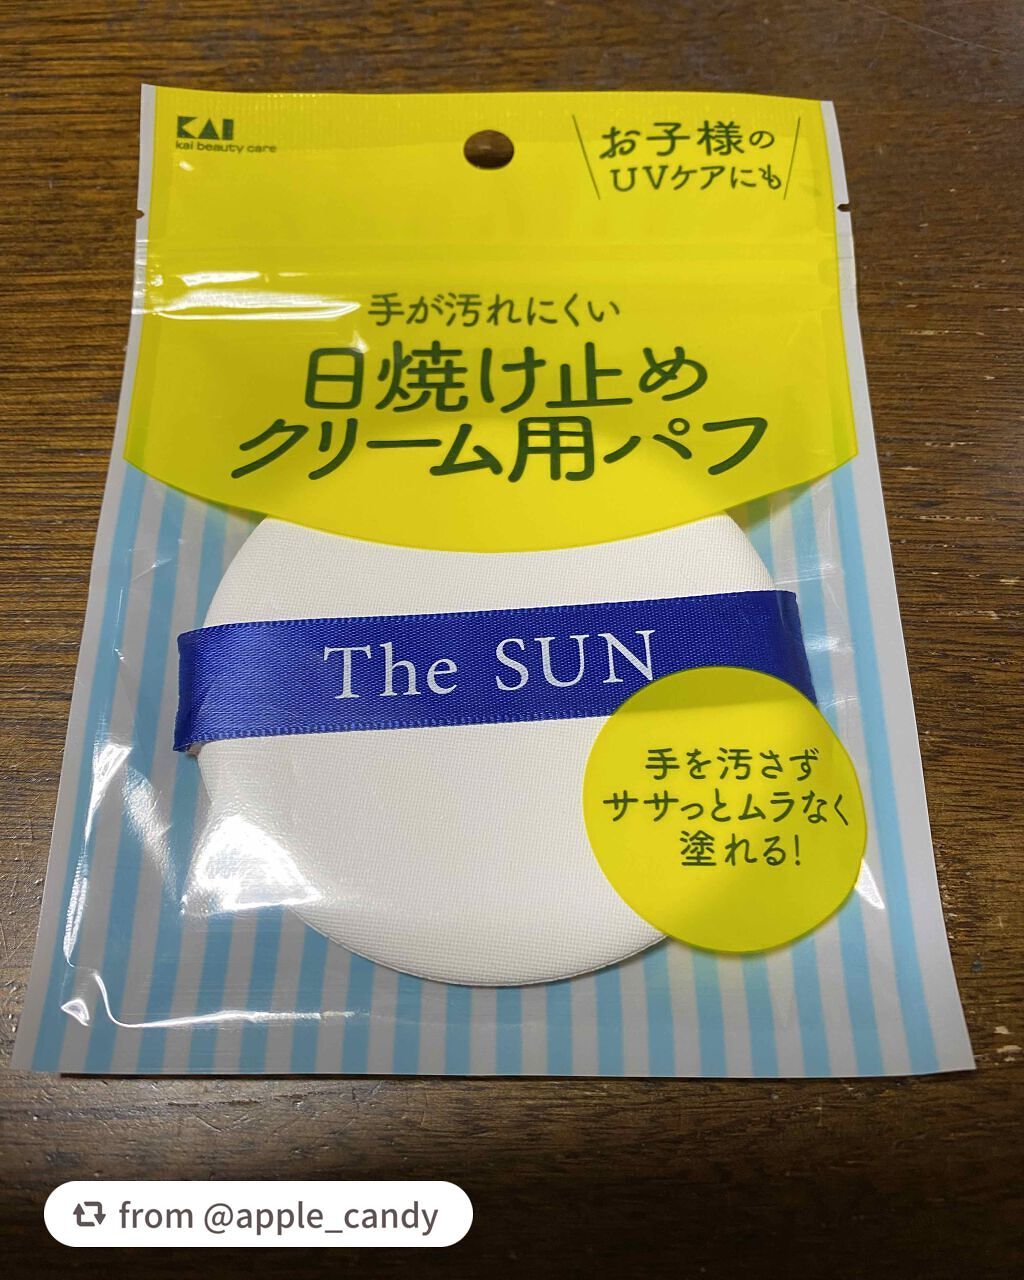 KAI
kai beauty care
お子様の
UVケアにも
手が汚れにくい
日焼け止め
クリーム用パフ
The SUN
手を汚さず
ササっとムラなく
塗れる!
from @apple_candy